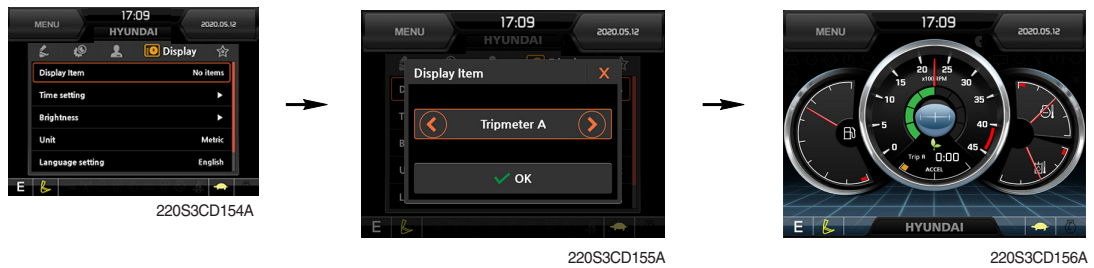 17:09
MENU
HYUNDAI
2020.05.12
Display
Display Item No items
Time setting
Brightness
Unit Metric
Language setting English
E
220S3CD154A
17:09
MENU
HYUNDAI
2020.05.12
Display Item X
Tripmeter A
OK
E
220S3CD155A
17:09
MENU
2020.05.12
20 25
x100 RPM
15 30
10 35
5 40
0 45
Trip A 0:00
ACCEL
E HYUNDAI
220S3CD156A